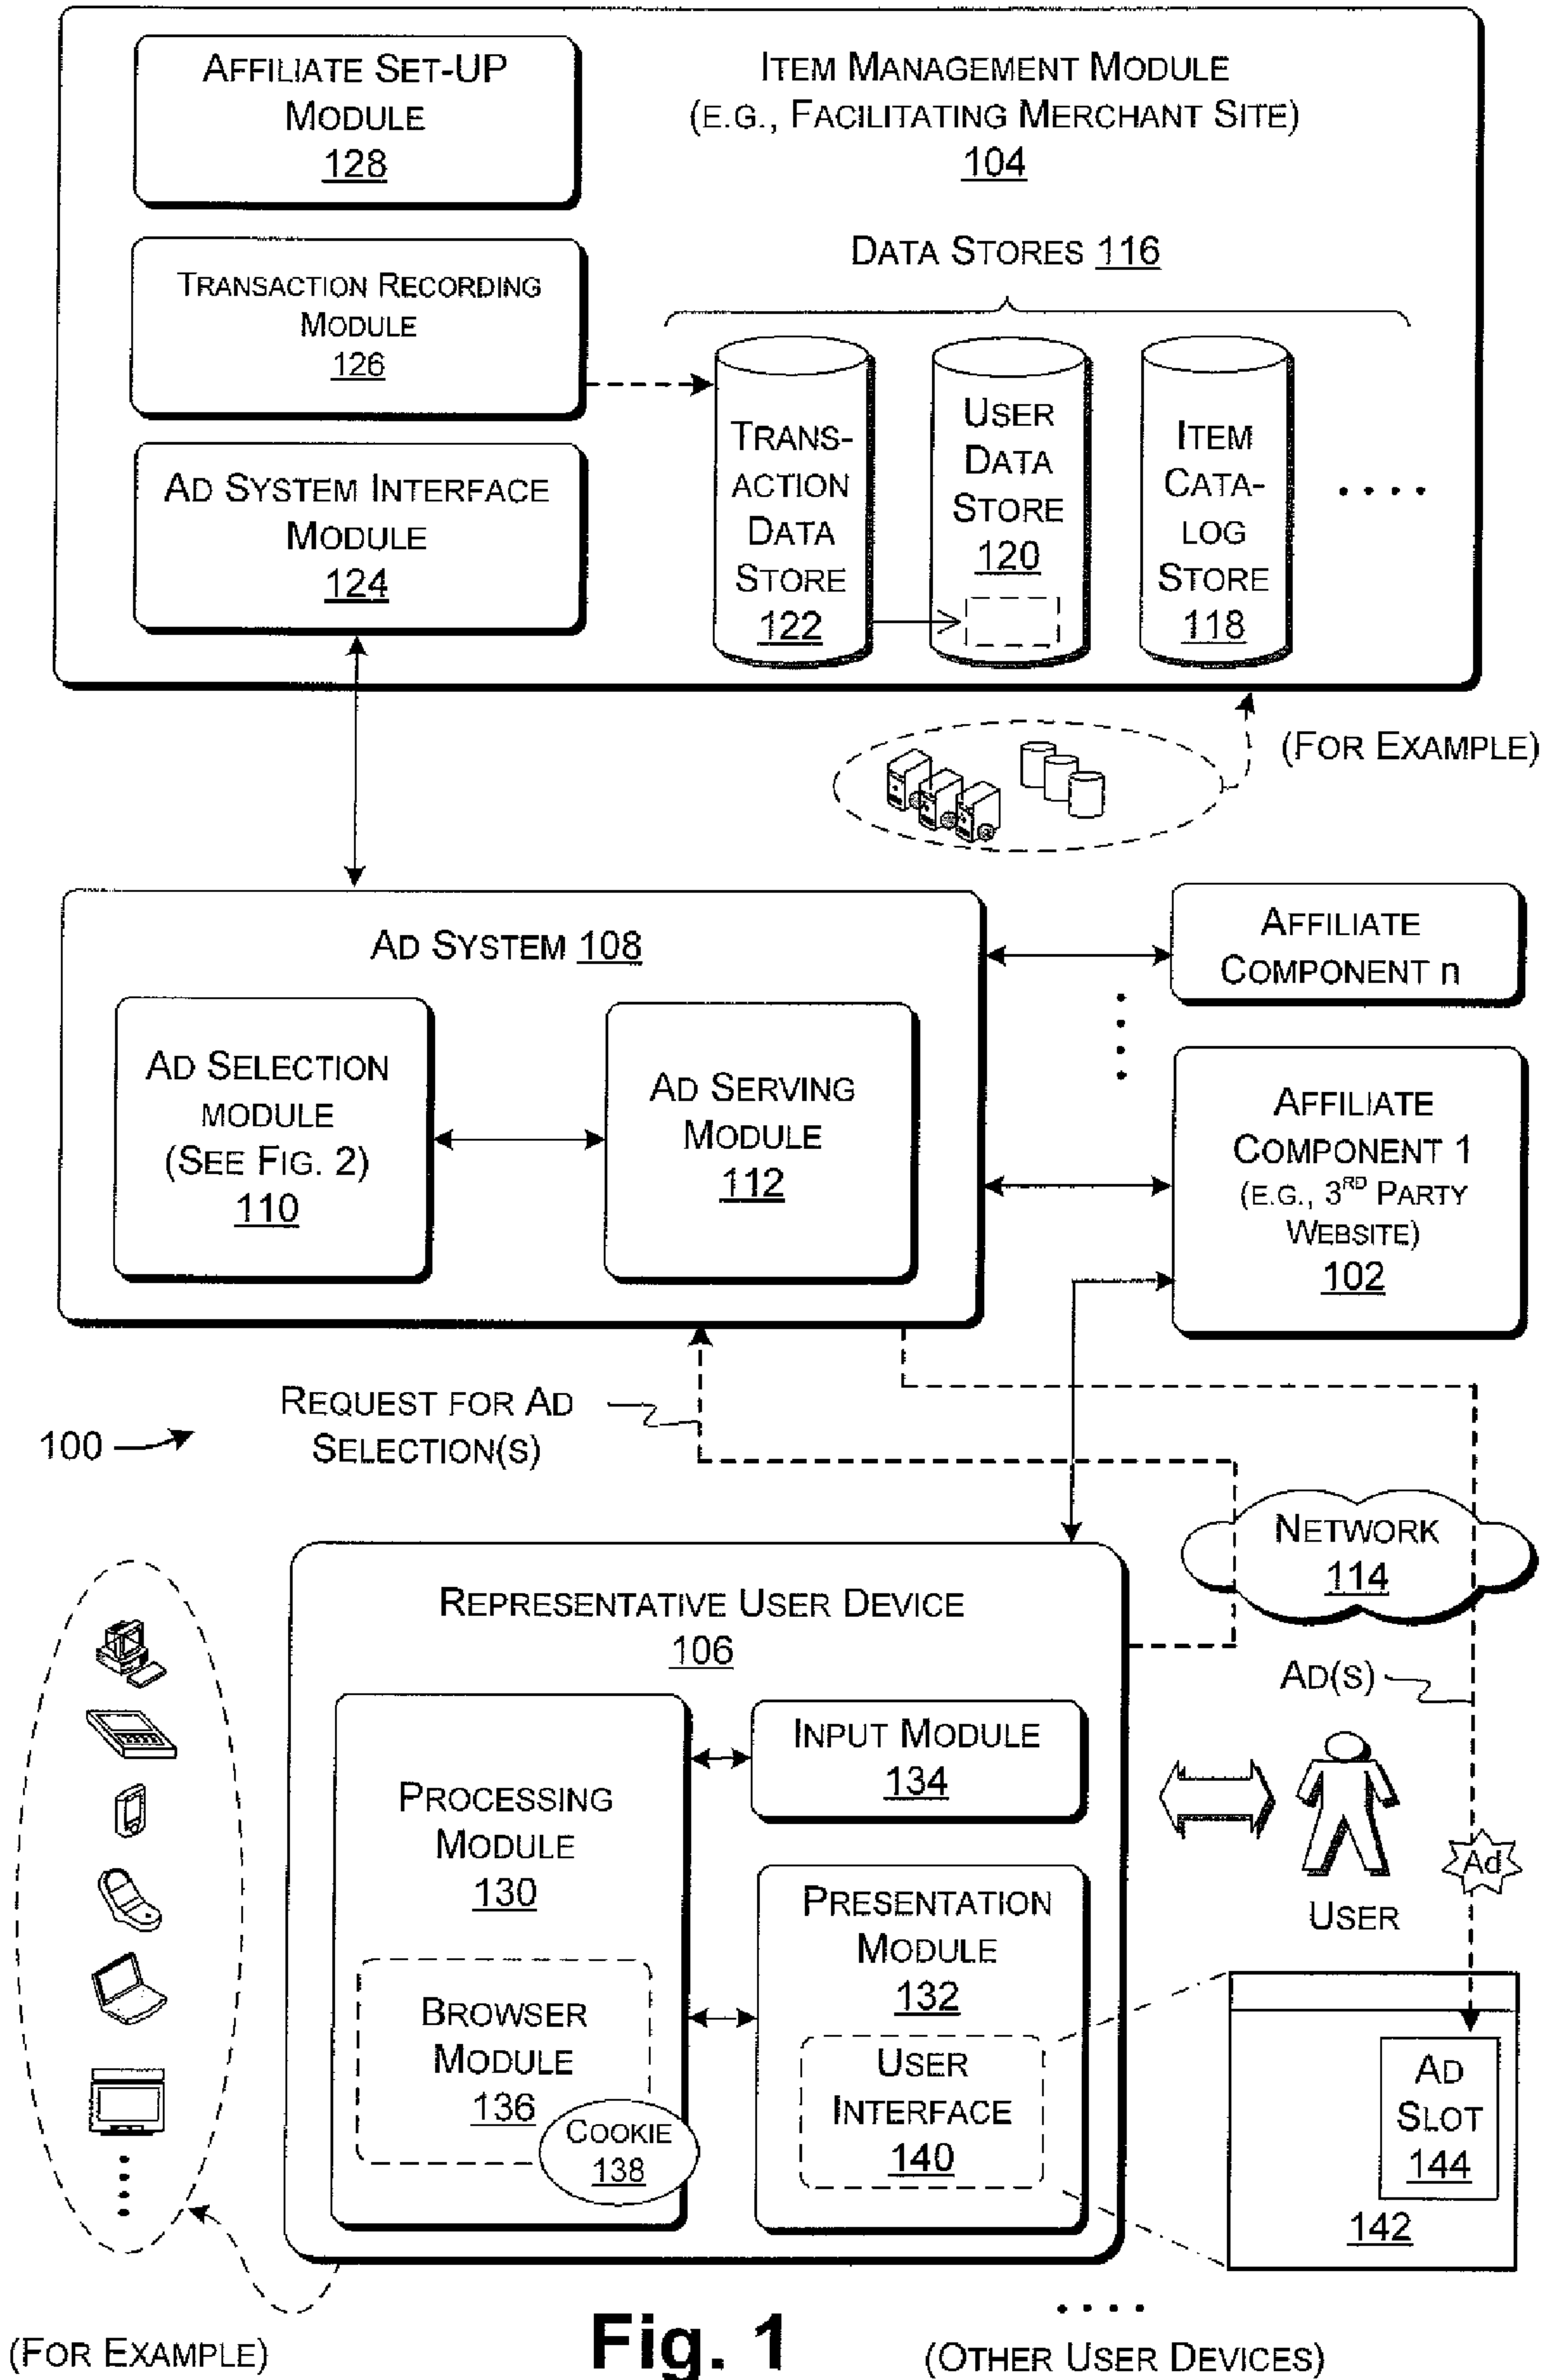 AFFILIATE SET-UP
MODULE
128
ITEM MANAGEMENT MODULE
(E.G., FACILITATING MERCHANT SITE)
104
DATA STORES 116
TRANSACTION RECORDING
MODULE
126
AD SYSTEM INTERFACE
MODULE
124
TRANS-
ACTION
DATA
STORE
122
USER
DATA
STORE
120
ITEM
CATA-
LOG
STORE
118
(FOR EXAMPLE)
AD SYSTEM 108
AD SELECTION
MODULE
(SEE FIG. 2)
110
AD SERVING
MODULE
112
AFFILIATE
COMPONENT n
AFFILIATE
COMPONENT 1
(E.G., 3RD PARTY
WEBSITE)
102
REQUEST FOR AD
SELECTION(S)
100
NETWORK
114
REPRESENTATIVE USER DEVICE
106
PROCESSING
MODULE
130
BROWSER
MODULE
136
COOKIE
138
INPUT MODULE
134
PRESENTATION
MODULE
132
USER
INTERFACE
140
AD(S)
Ad
USER
AD
SLOT
144
142
(FOR EXAMPLE)
Fig. 1
(OTHER USER DEVICES)